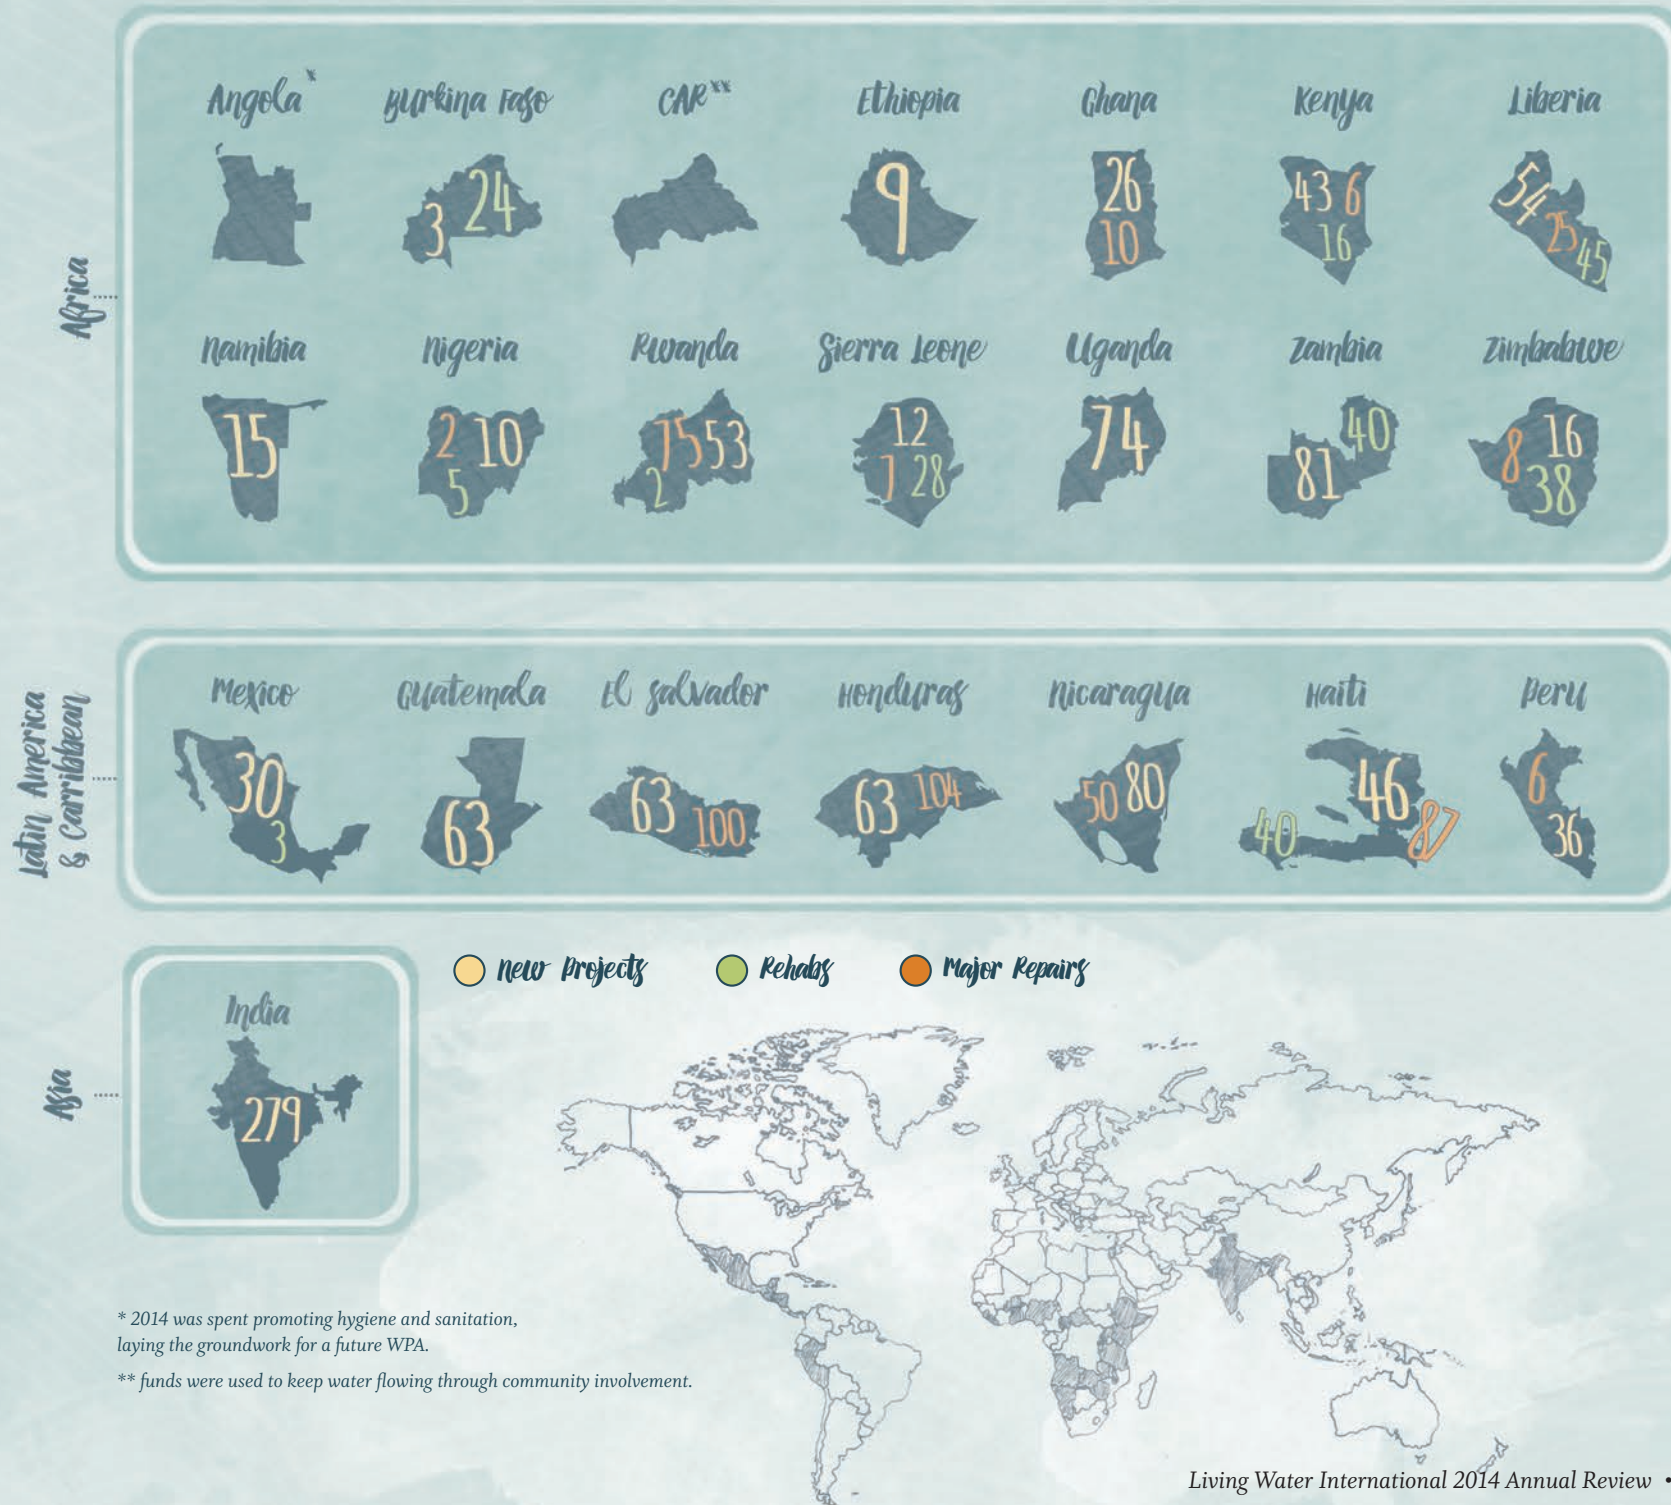 Africa
Angola*
Burkina Faso
CAR**
Ethiopia
Ghana
Kenya
Liberia
3 24
9
26
10
43 6
16
54
25
45
Namibia
Nigeria
Rwanda
Sierra Leone
Uganda
Zambia
Zimbabwe
15
2 10
5
75 53
2
12
7 28
74
40
81
8 16
38
Latin America
& Carribbean
Mexico
Guatemala
El Salvador
Honduras
Nicaragua
Haiti
Peru
30
3
63
63 100
63 104
50 80
46
40 87
6
36
Asia
India
279
New Projects
Rehabs
Major Repairs
* 2014 was spent promoting hygiene and sanitation,
laying the groundwork for a future WPA.
** funds were used to keep water flowing through community involvement.
Living Water International 2014 Annual Review •